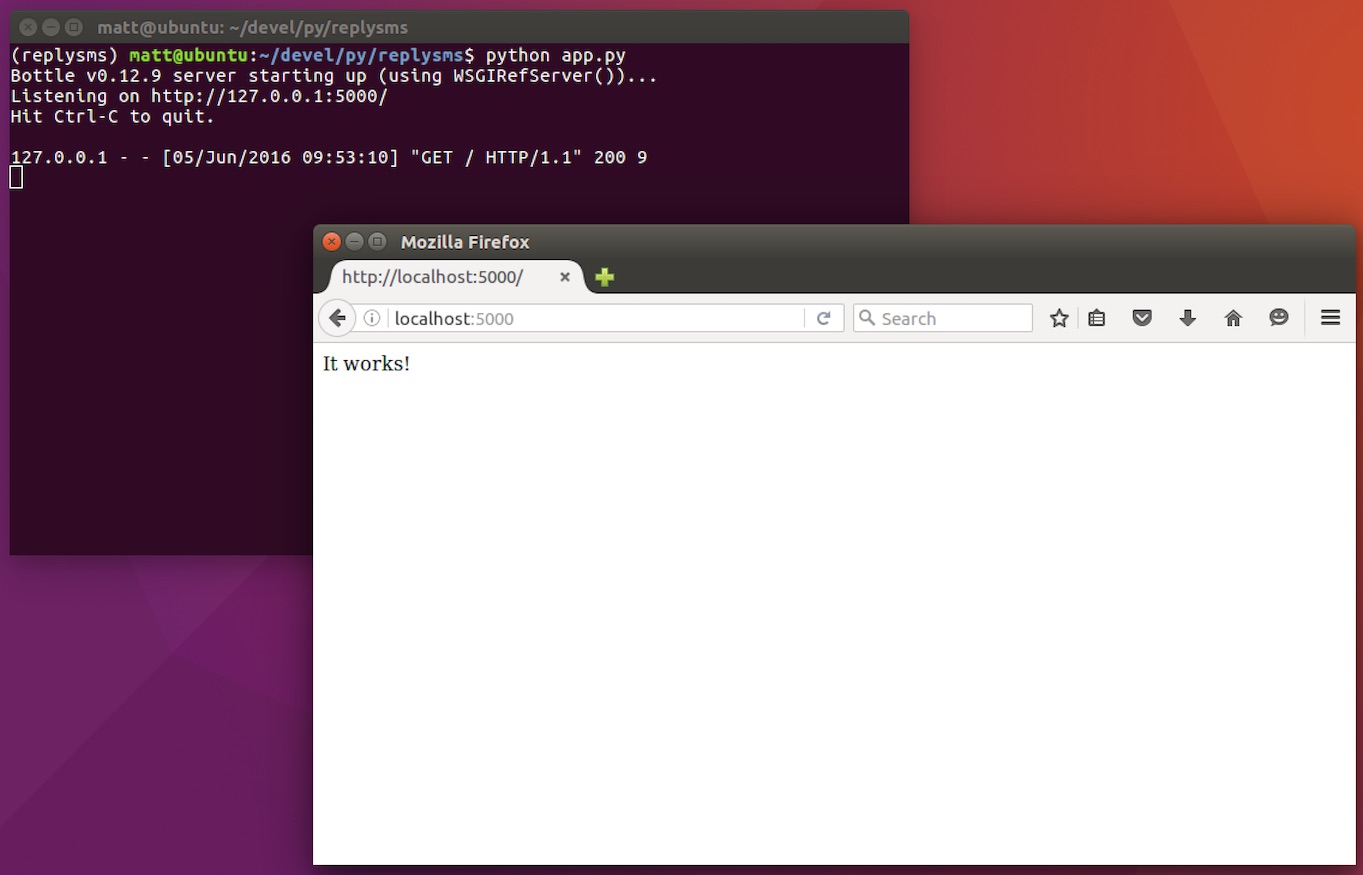 matt@ubuntu: ~/devel/py/replysms
(replysms) matt@ubuntu:~/devel/py/replysms$ python app.py
Bottle v0.12.9 server starting up (using WSGIRefServer())...
Listening on http://127.0.0.1:5000/
Hit Ctrl-C to quit.
127.0.0.1 - - [05/Jun/2016 09:53:10] "GET / HTTP/1.1" 200 9
Mozilla Firefox
http://localhost:5000/
localhost:5000
Search
It works!